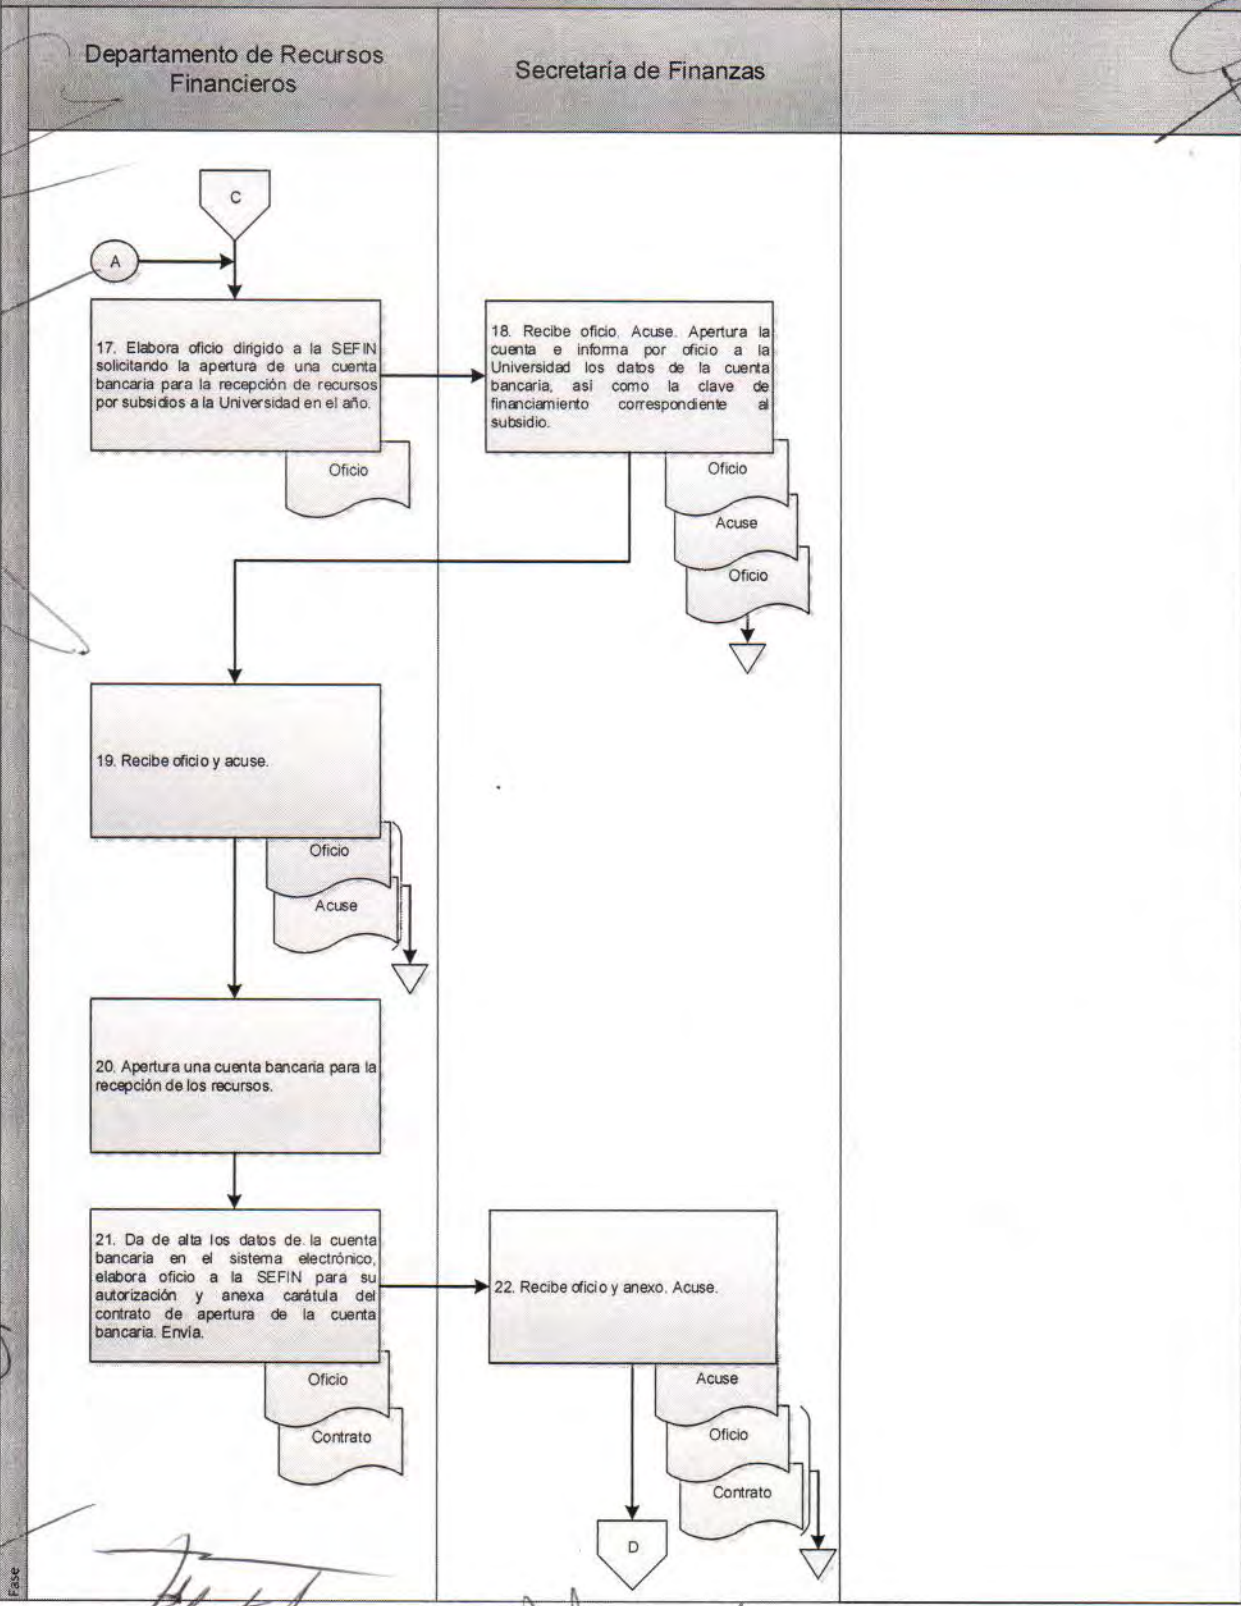 Departamento de Recursos
Financieros
Secretaría de Finanzas
C
A
17. Elabora oficio dirigido a la SEFIN
solicitando la apertura de una cuenta
bancaria para la recepción de recursos
por subsidios a la Universidad en el año.
Oficio
18. Recibe oficio. Acuse. Apertura la
cuenta e informa por oficio a la
Universidad los datos de la cuenta
bancaria, así como la clave de
financiamiento correspondiente al
subsidio.
Oficio
Acuse
Oficio
19. Recibe oficio y acuse.
Oficio
Acuse
20. Apertura una cuenta bancaria para la
recepción de los recursos.
21. Da de alta los datos de la cuenta
bancaria en el sistema electrónico,
elabora oficio a la SEFIN para su
autorización y anexa carátula del
contrato de apertura de la cuenta
bancaria. Envía.
Oficio
Contrato
22. Recibe oficio y anexo. Acuse.
Acuse
Oficio
Contrato
D
Fase